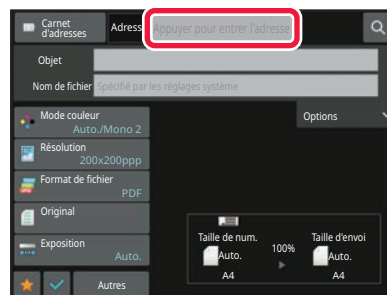 Carnet
d'adresses
Adress
Appuyer pour entrer l'adresse
Objet
Nom de fichier
Spécifié par les réglages système
Mode couleur
Auto./Mono 2
Options
Résolution
200x200ppp
Format de fichier
PDF
Original
Exposition
Auto.
Taille de num.
Auto.
A4
100%
Taille d'envoi
Auto.
A4
Autres